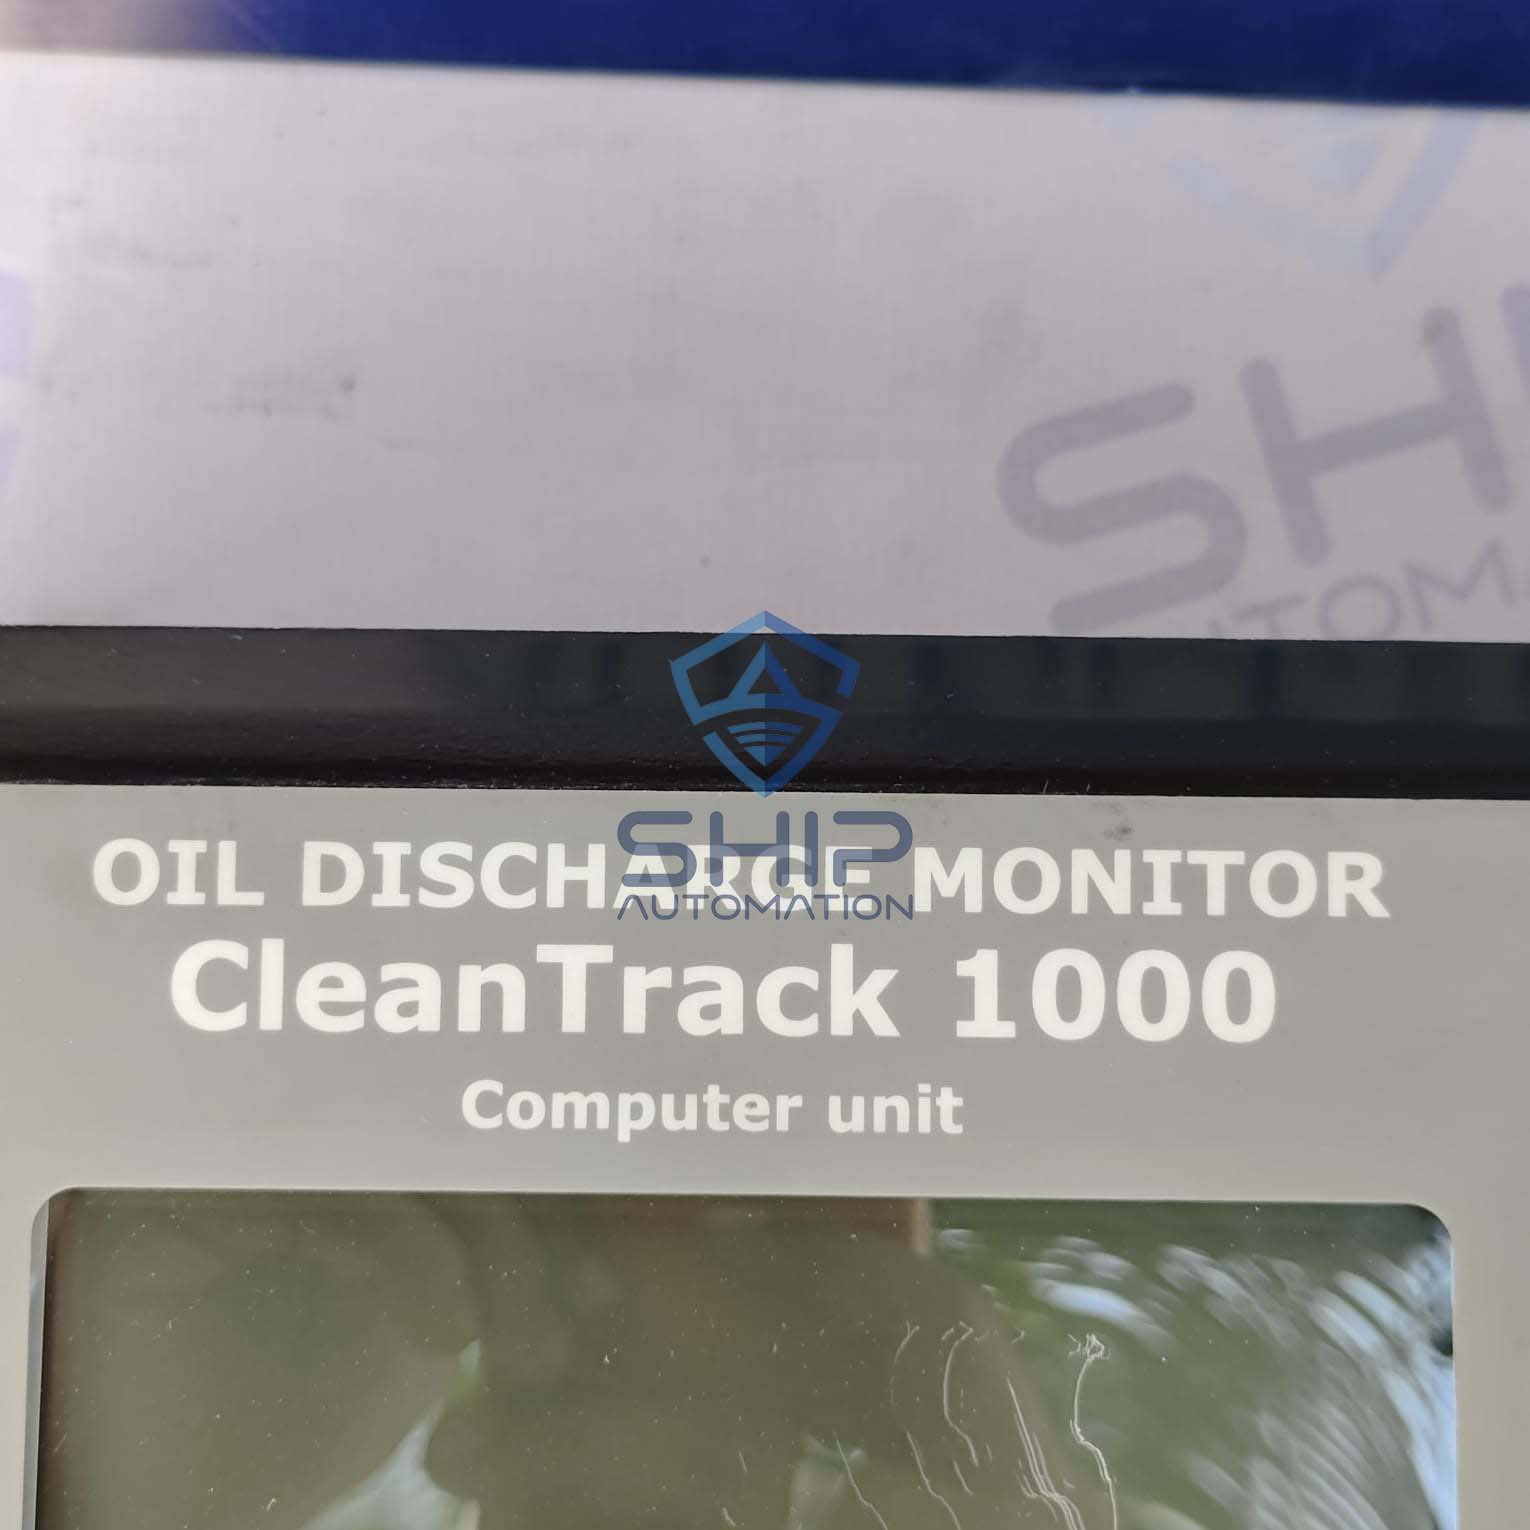 SHIP
AUTOMATION
OIL DISCHARGE MONITOR
CleanTrack 1000
Computer unit